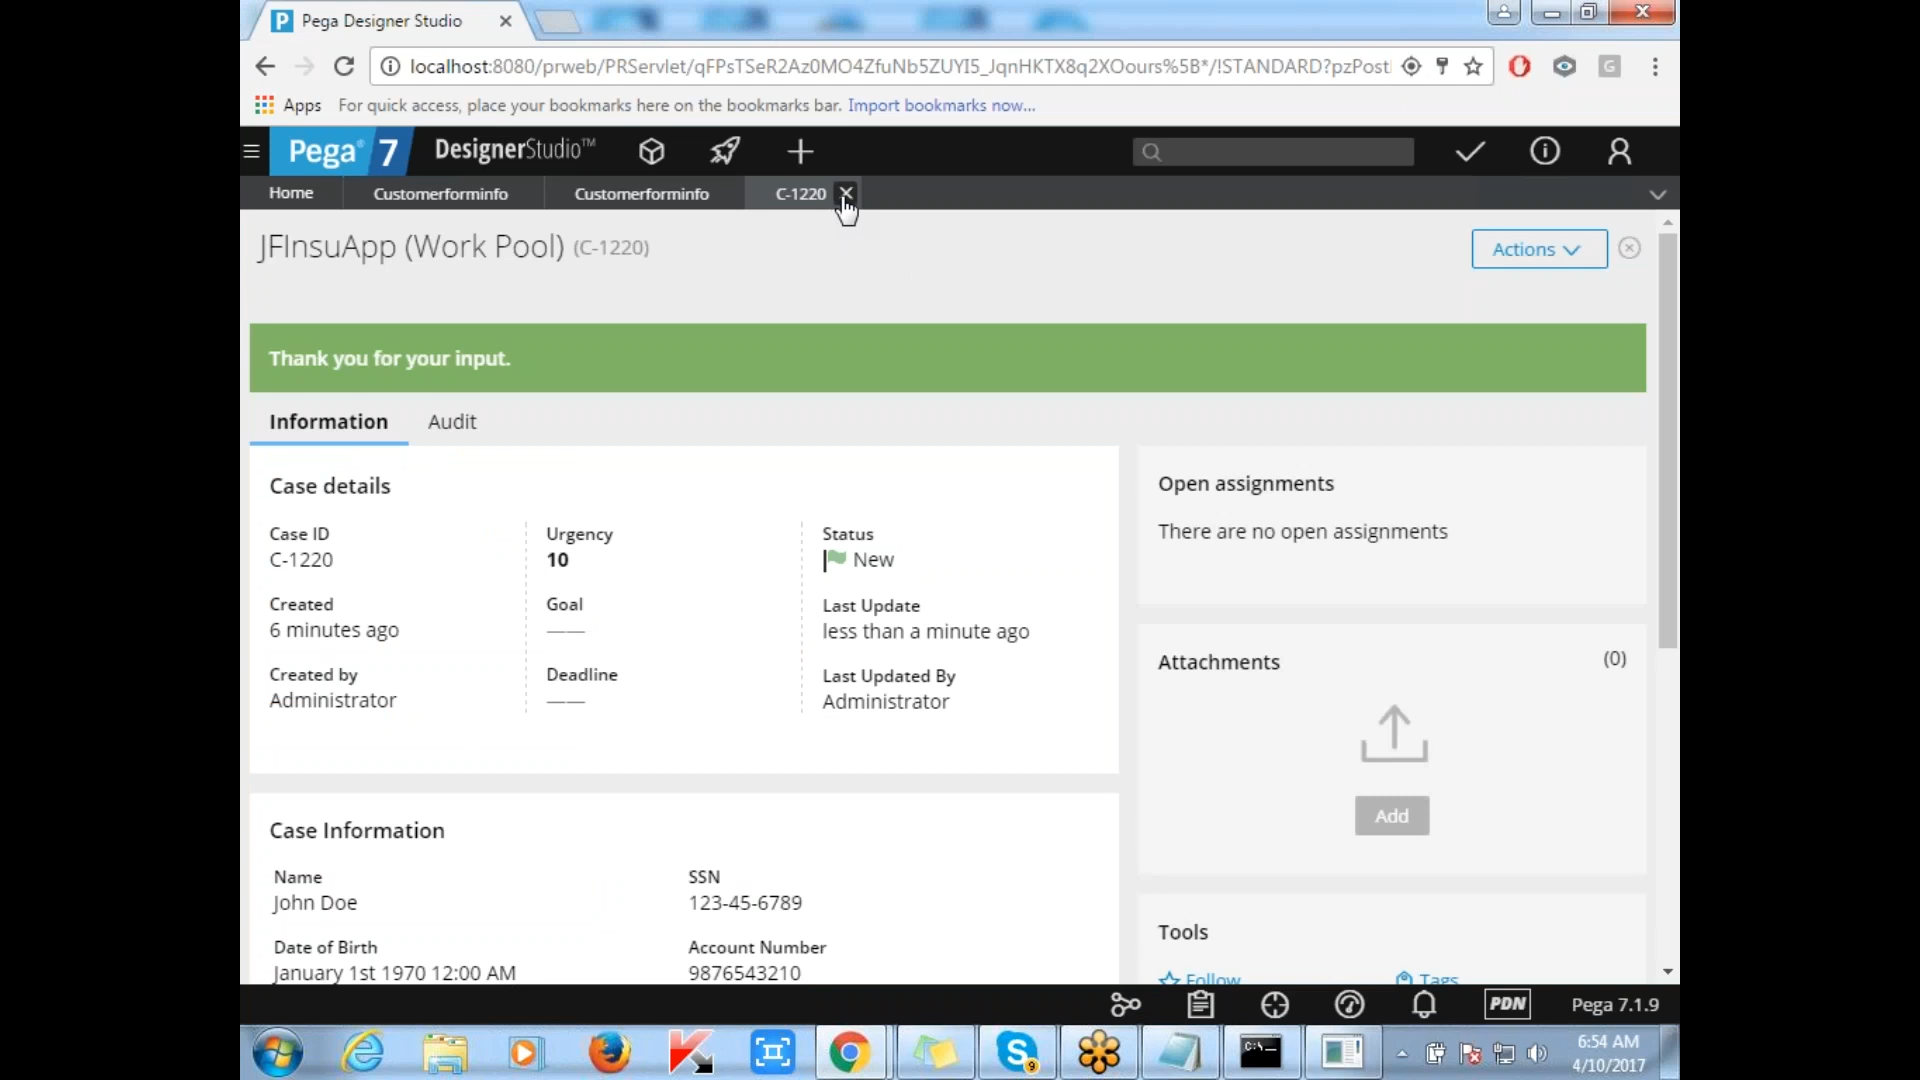 Pega Designer Studio
localhost:8080/prweb/PRServlet/qFPsTSeR2Az0MO4ZfuNb5ZUYI5_JqnHKTX8q2XOours%5B*/!STANDARD?pzPost
G
Apps For quick access, place your bookmarks here on the bookmarks bar. Import bookmarks now...
Pega 7 DesignerStudio™
Home Customerforminfo Customerforminfo C-1220
JFInsuApp (Work Pool) (C-1220)
Actions
Thank you for your input.
Information Audit
Case details
Case ID
C-1220
Urgency
10
Status
New
Created
6 minutes ago
Goal
Last Update
less than a minute ago
Created by
Administrator
Deadline
Last Updated By
Administrator
Open assignments
There are no open assignments
Attachments (0)
Add
Case Information
Name
John Doe
SSN
123-45-6789
Date of Birth
January 1st 1970 12:00 AM
Account Number
9876543210
Tools
Follow Tags
PDN Pega 7.1.9
6:54 AM
4/10/2017